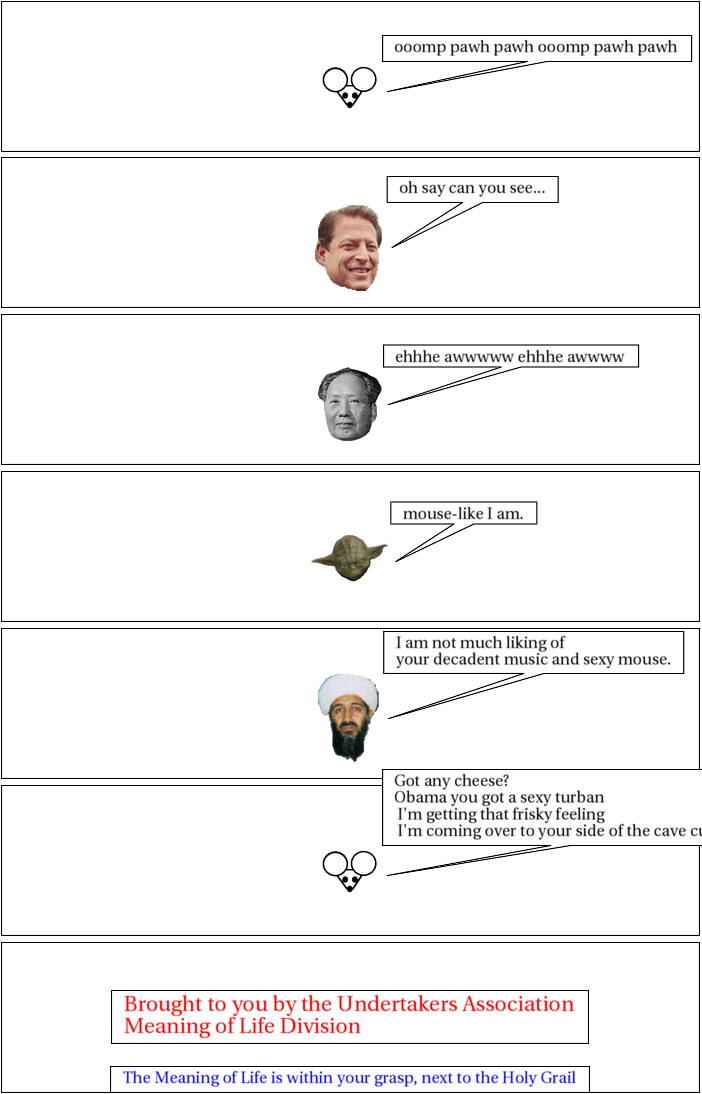 ooomp pawh pawh ooomp pawh pawh
oh say can you see...
ehhhe awwwww ehhhe awwww
mouse-like I am.
I am not much liking of
your decadent music and sexy mouse.
Got any cheese?
Obama you got a sexy turban
I'm getting that frisky feeling
I'm coming over to your side of the cave
Brought to you by the Undertakers Association
Meaning of Life Division
The Meaning of Life is within your grasp, next to the Holy Grail